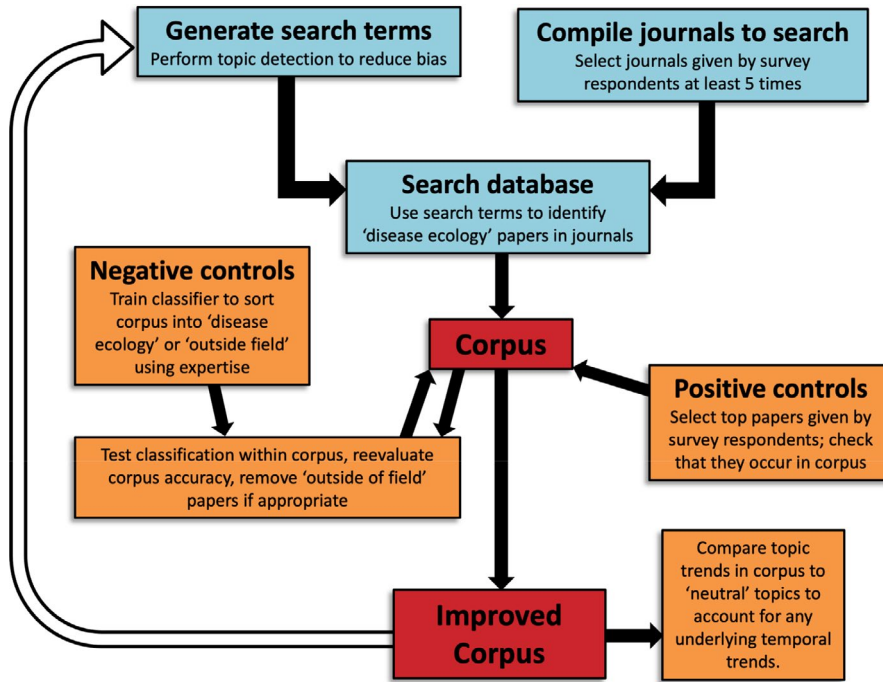 Generate search terms
Perform topic detection to reduce bias
Compile journals to search
Select journals given by survey
respondents at least 5 times
Search database
Use search terms to identify
‘disease ecology’ papers in journals
Negative controls
Train classifier to sort
corpus into ‘disease
ecology’ or ‘outside field’
using expertise
Corpus
Positive controls
Select top papers given by
survey respondents; check
that they occur in corpus
Test classification within corpus, reevaluate
corpus accuracy, remove ‘outside of field’
papers if appropriate
Improved
Corpus
Compare topic
trends in corpus to
‘neutral’ topics to
account for any
underlying temporal
trends.